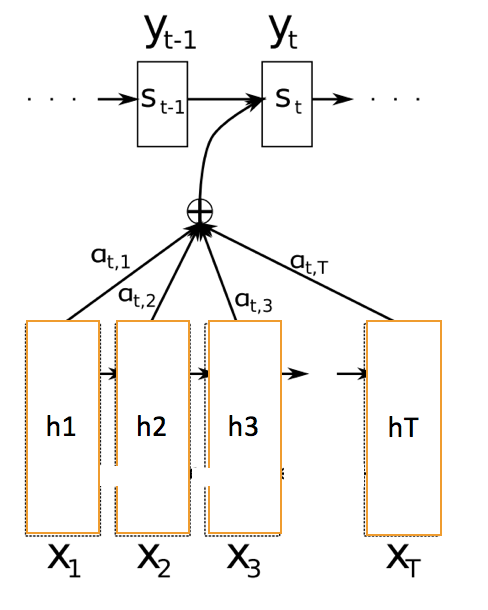 y_{t-1} y_t
. . . s_{t-1} s_t . . .
a_{t,1} a_{t,T}
a_{t,2} a_{t,3}
h1 h2 h3 hT
x_1 x_2 x_3 x_T